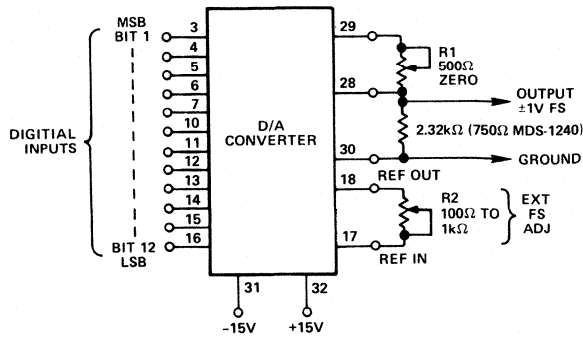 MSB
BIT 1
3
4
5
6
7
10
11
12
13
14
15
16
BIT 12
LSB
DIGITIAL
INPUTS
D/A
CONVERTER
29
R1
500Ω
ZERO
28
OUTPUT
±1V FS
2.32kΩ (750Ω MDS-1240)
30
GROUND
REF OUT
18
R2
100Ω TO
1kΩ
EXT
FS
ADJ
17
REF IN
31
32
-15V
+15V